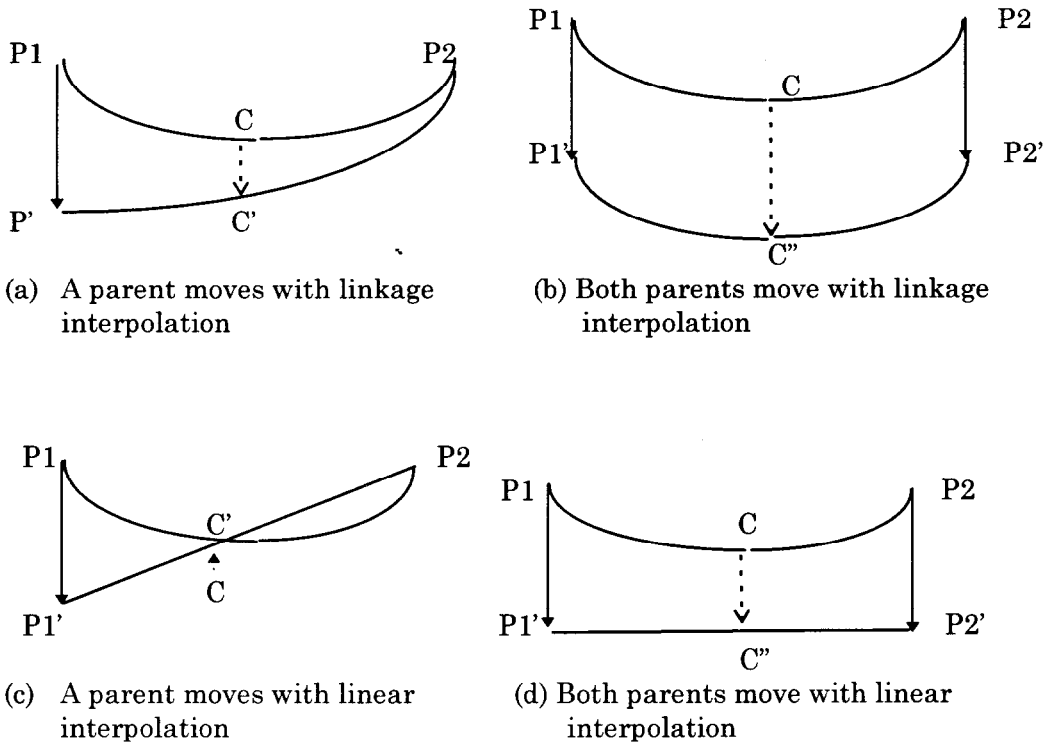 P1 P2
C
P' C'
(a) A parent moves with linkage
interpolation
P1 P2
C
P1' P2'
C"
(b) Both parents move with linkage
interpolation
P1 P2
C'
C
P1'
(c) A parent moves with linear
interpolation
P1 P2
C
P1' P2'
C"
(d) Both parents move with linear
interpolation